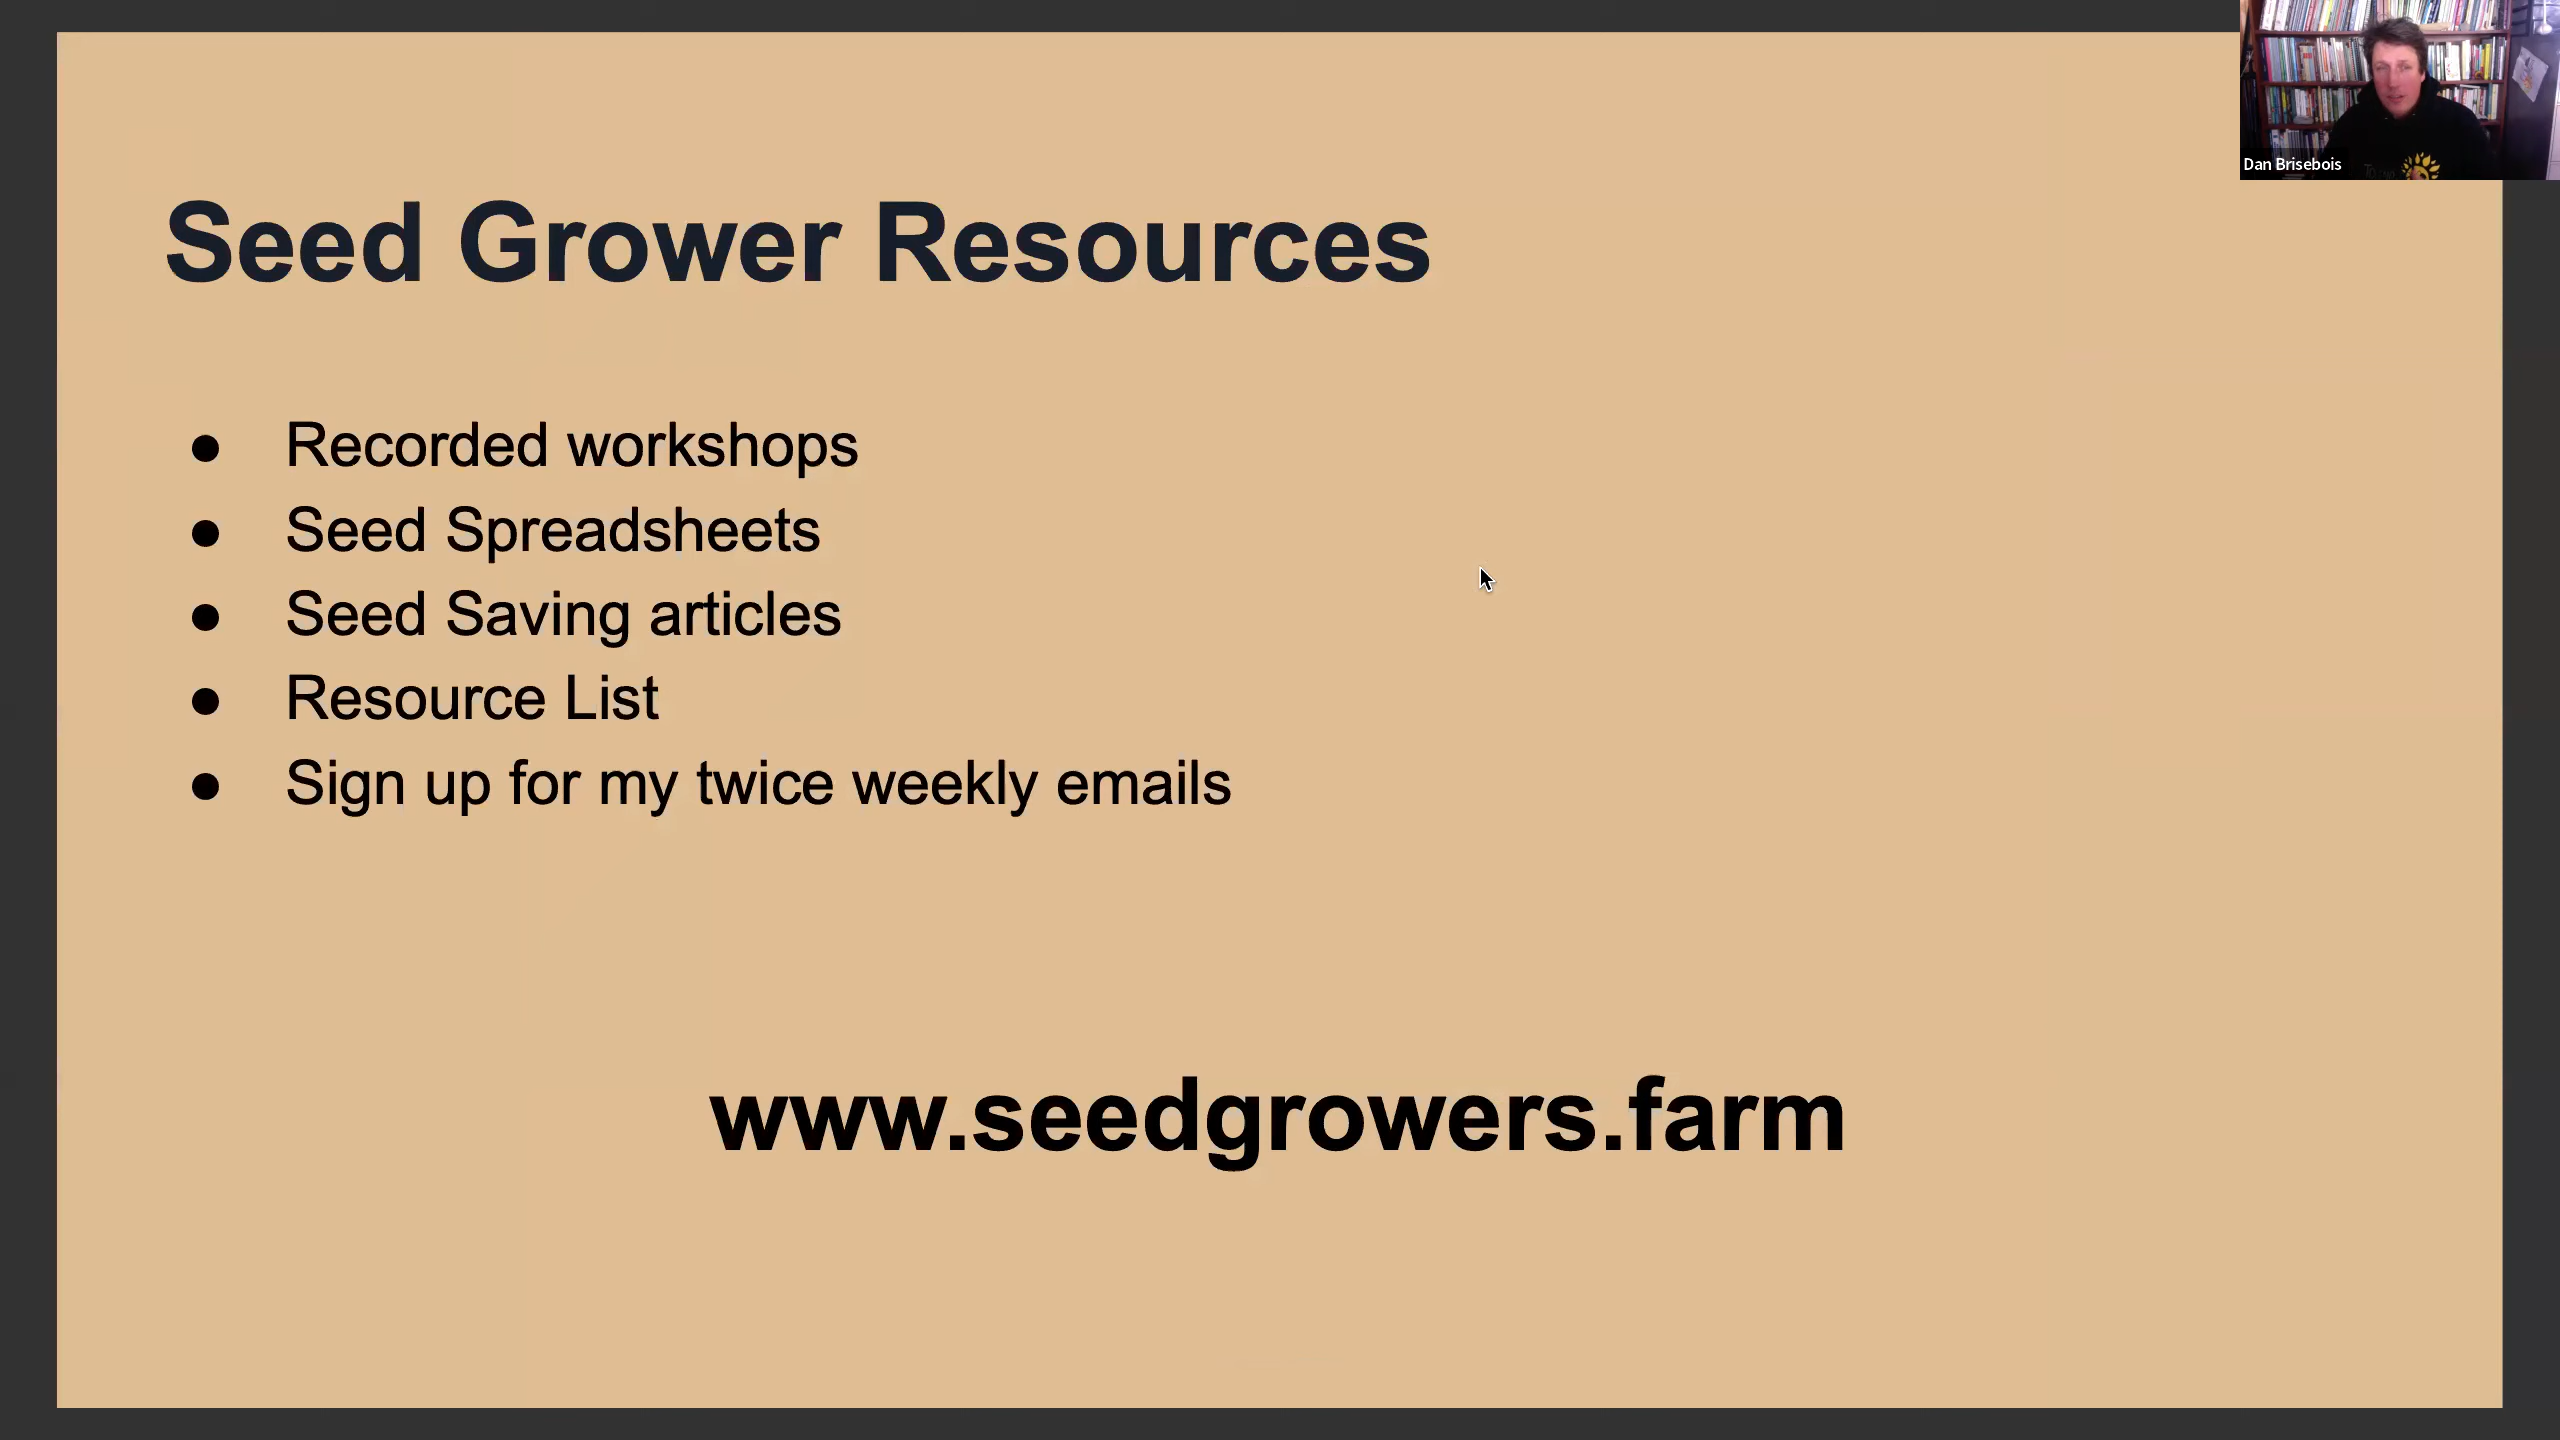 Dan Brisebois
Seed Grower Resources
Recorded workshops
Seed Spreadsheets
Seed Saving articles
Resource List
Sign up for my twice weekly emails
www.seedgrowers.farm